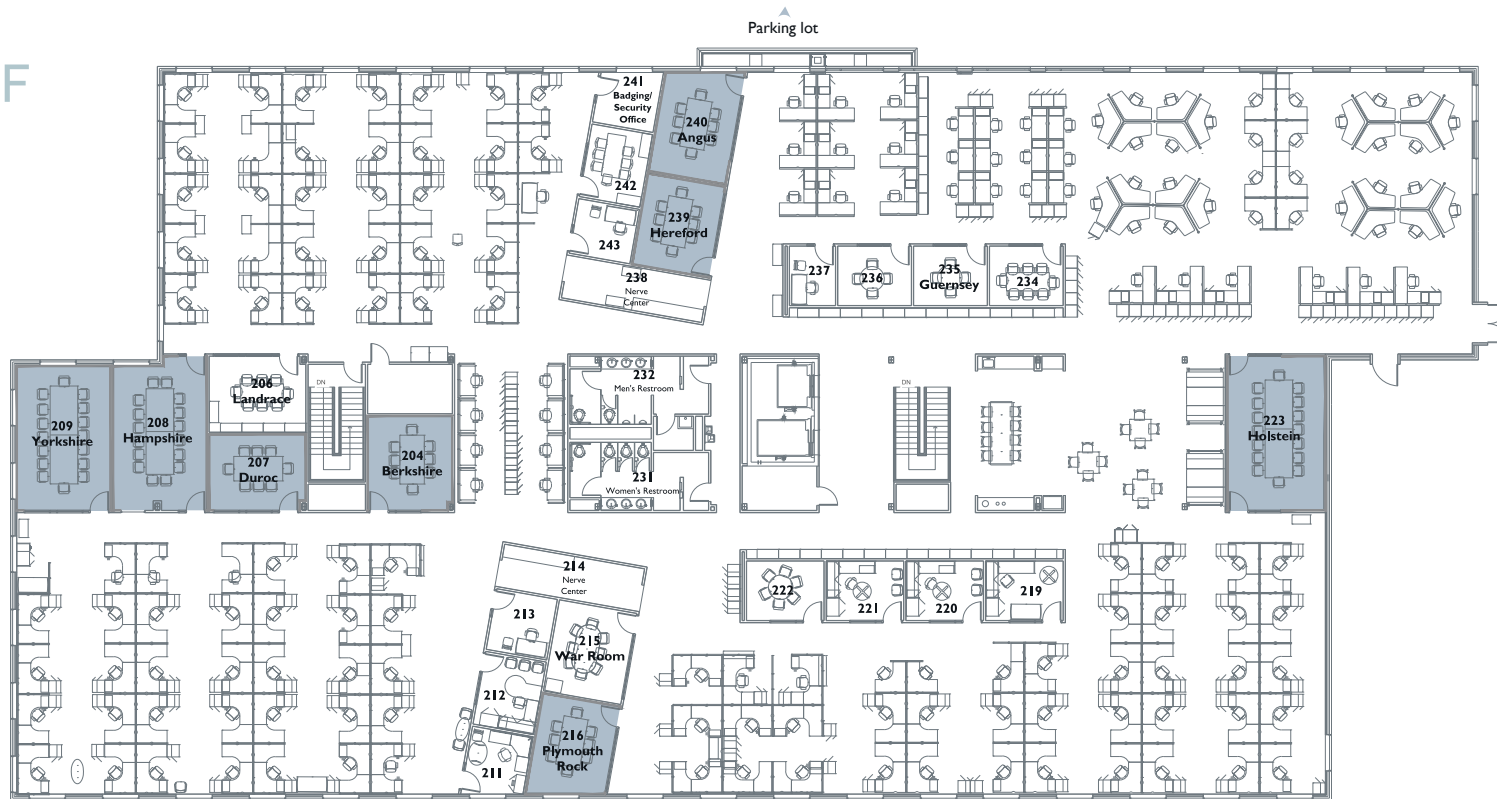 Parking lot
F
241
Badging/
Security
Office
240
Angus
242
239
Hereford
243
238
Nerve
Center
237
236
235
Guernsey
234
209
Yorkshire
208
Hampshire
206
Landrace
207
Duroc
DN
204
Berkshire
232
Men's Restroom
231
Women's Restroom
DN
223
Holstein
214
Nerve
Center
213
215
War Room
212
216
Plymouth
Rock
211
222
221
220
219